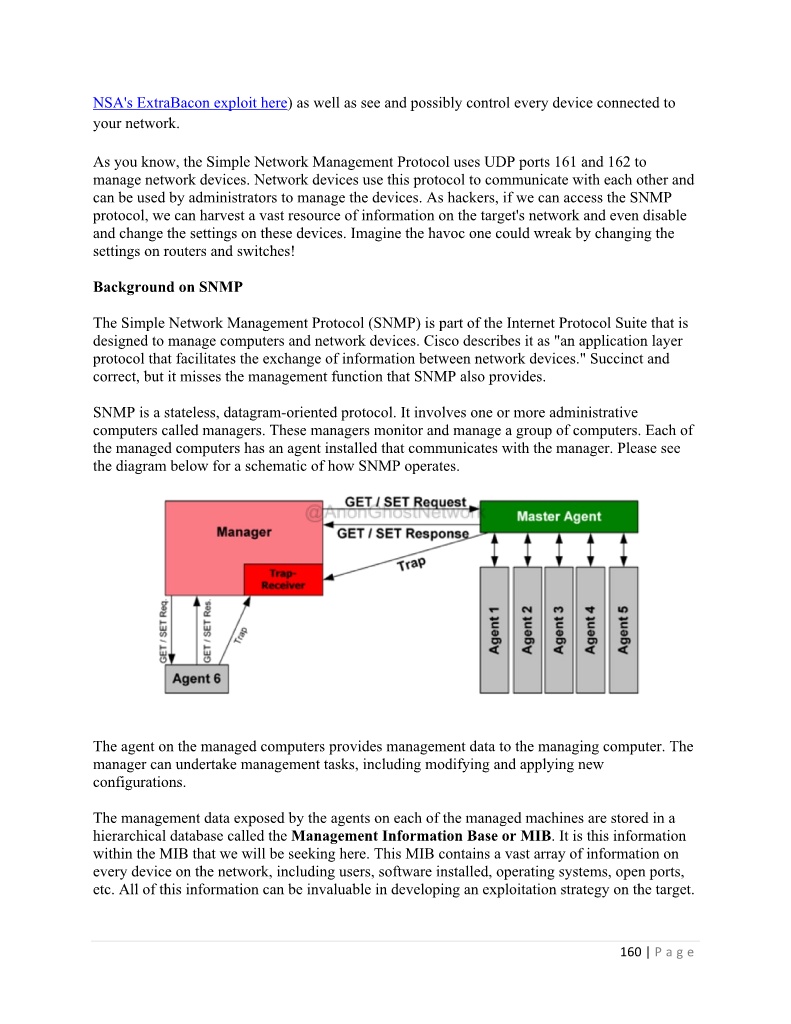 NSA's ExtraBacon exploit here) as well as see and possibly control every device connected to
your network.
As you know, the Simple Network Management Protocol uses UDP ports 161 and 162 to
manage network devices. Network devices use this protocol to communicate with each other and
can be used by administrators to manage the devices. As hackers, if we can access the SNMP
protocol, we can harvest a vast resource of information on the target's network and even disable
and change the settings on these devices. Imagine the havoc one could wreak by changing the
settings on routers and switches!
Background on SNMP
The Simple Network Management Protocol (SNMP) is part of the Internet Protocol Suite that is
designed to manage computers and network devices. Cisco describes it as "an application layer
protocol that facilitates the exchange of information between network devices." Succinct and
correct, but it misses the management function that SNMP also provides.
SNMP is a stateless, datagram-oriented protocol. It involves one or more administrative
computers called managers. These managers monitor and manage a group of computers. Each of
the managed computers has an agent installed that communicates with the manager. Please see
the diagram below for a schematic of how SNMP operates.
GET / SET Request
@AnonGhostNetwork
Manager
Master Agent
GET / SET Response
Trap
Trap-
Receiver
GET / SET Req.
GET / SET Res.
Trap
Agent 1
Agent 2
Agent 3
Agent 4
Agent 5
Agent 6
The agent on the managed computers provides management data to the managing computer. The
manager can undertake management tasks, including modifying and applying new
configurations.
The management data exposed by the agents on each of the managed machines are stored in a
hierarchical database called the Management Information Base or MIB. It is this information
within the MIB that we will be seeking here. This MIB contains a vast array of information on
every device on the network, including users, software installed, operating systems, open ports,
etc. All of this information can be invaluable in developing an exploitation strategy on the target.
160 | P a g e